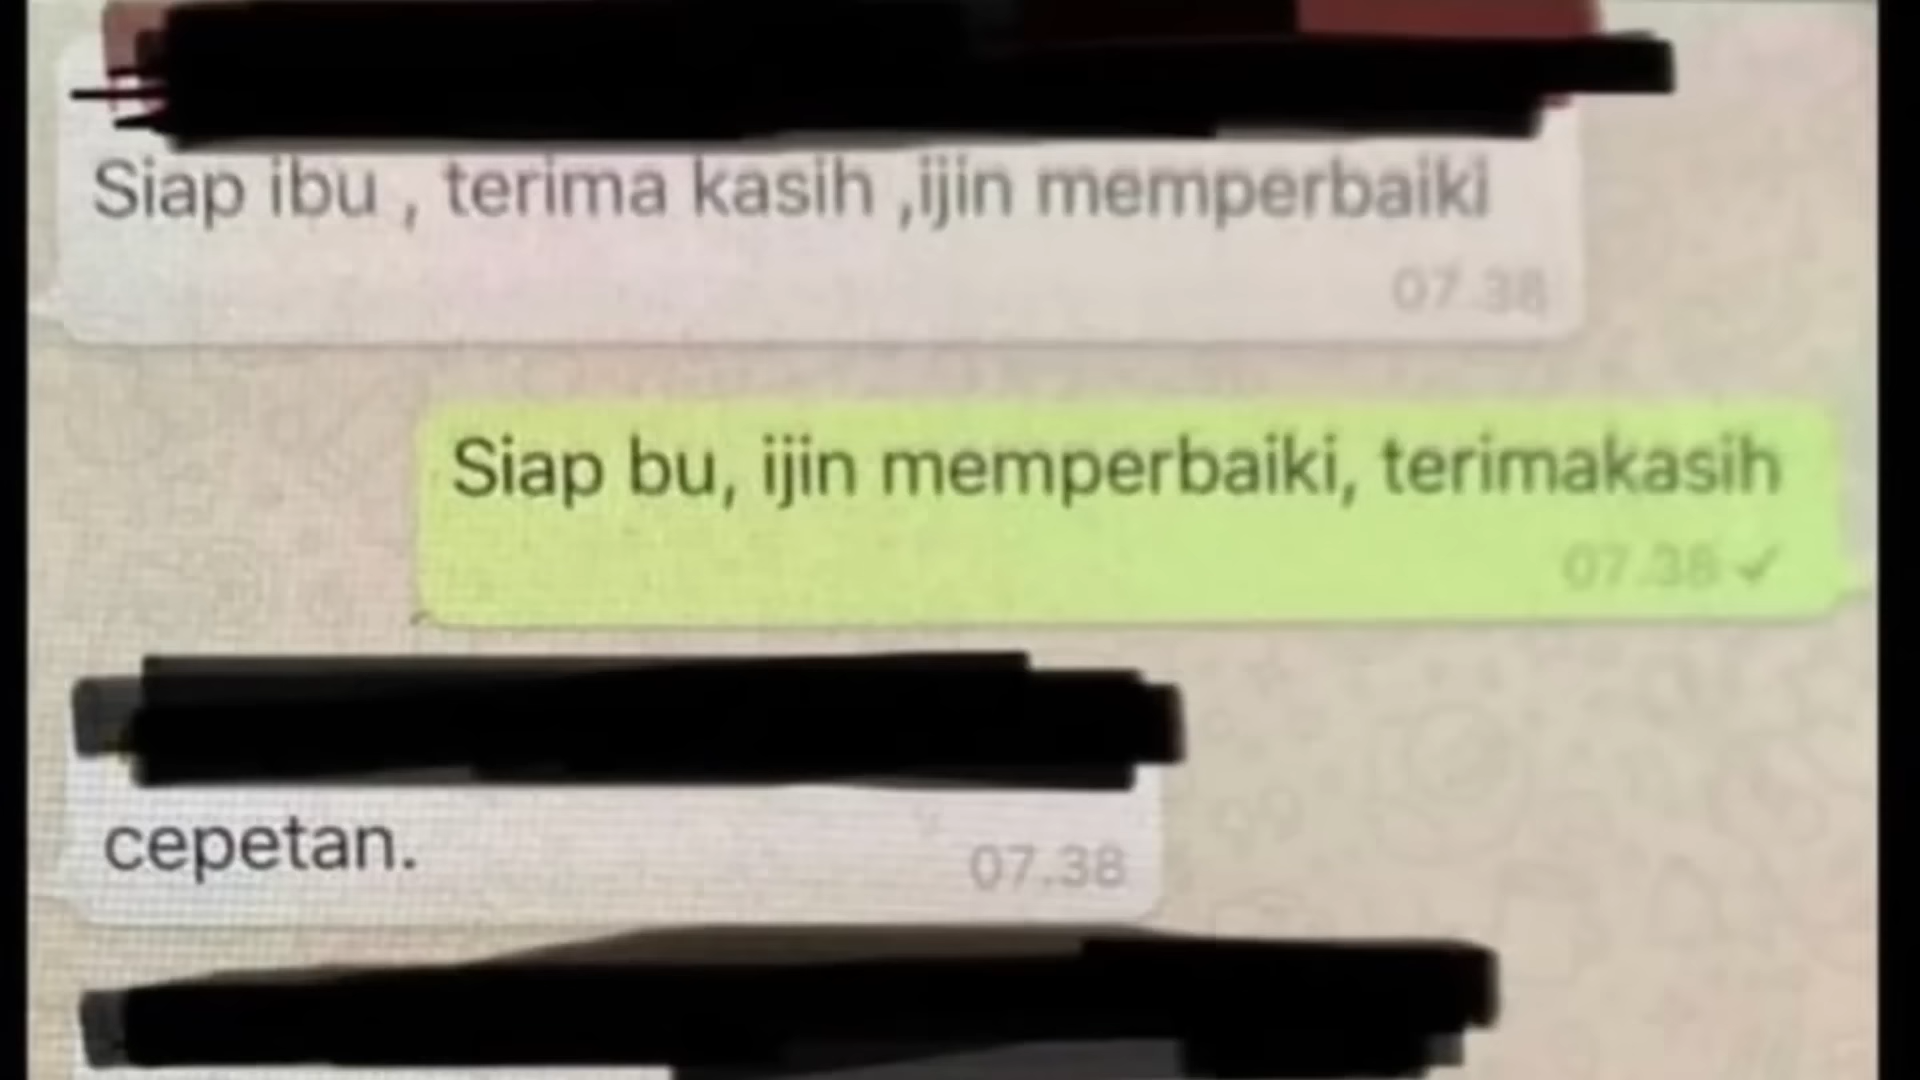 Siap ibu , terima kasih ,ijin memperbaiki
07.38
Siap bu, ijin memperbaiki, terimakasih
07.38
cepetan.
07.38